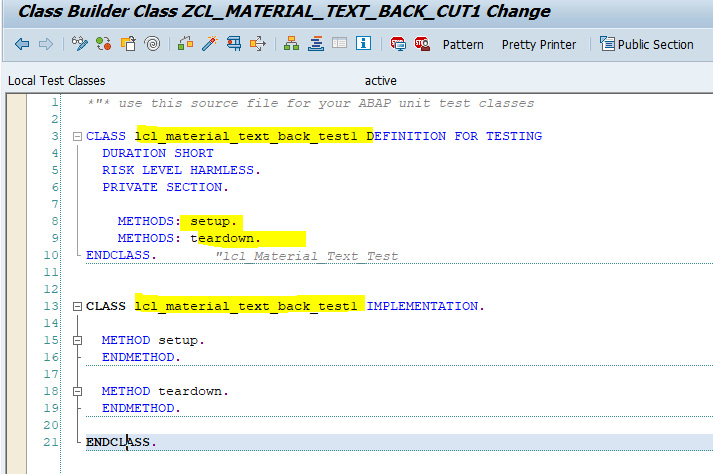 Class Builder Class ZCL_MATERIAL_TEXT_BACK_CUT1 Change
Pattern Pretty Printer Public Section
Local Test Classes active
1 *"* use this source file for your ABAP unit test classes
2
3 CLASS lcl_material_text_back_test1 DEFINITION FOR TESTING
4 DURATION SHORT
5 RISK LEVEL HARMLESS.
6 PRIVATE SECTION.
7
8 METHODS: setup.
9 METHODS: teardown.
10 ENDCLASS. "lcl_Material_Text_Test
11
12
13 CLASS lcl_material_text_back_test1 IMPLEMENTATION.
14
15 METHOD setup.
16 ENDMETHOD.
17
18 METHOD teardown.
19 ENDMETHOD.
20
21 ENDCLASS.